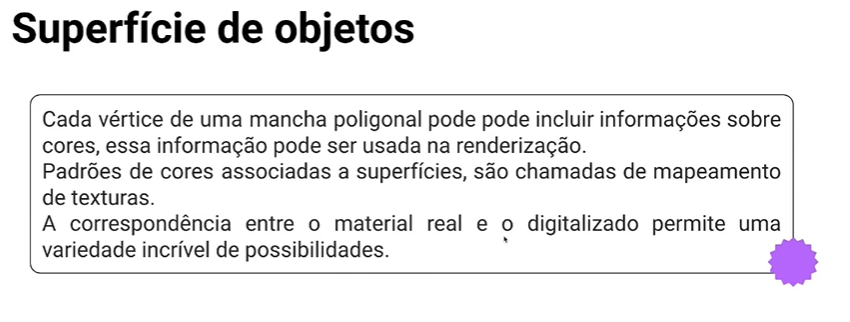 Superfície de objetos
Cada vértice de uma mancha poligonal pode pode incluir informações sobre
cores, essa informação pode ser usada na renderização.
Padrões de cores associadas a superfícies, são chamadas de mapeamento
de texturas.
A correspondência entre o material real e o digitalizado permite uma
variedade incrível de possibilidades.